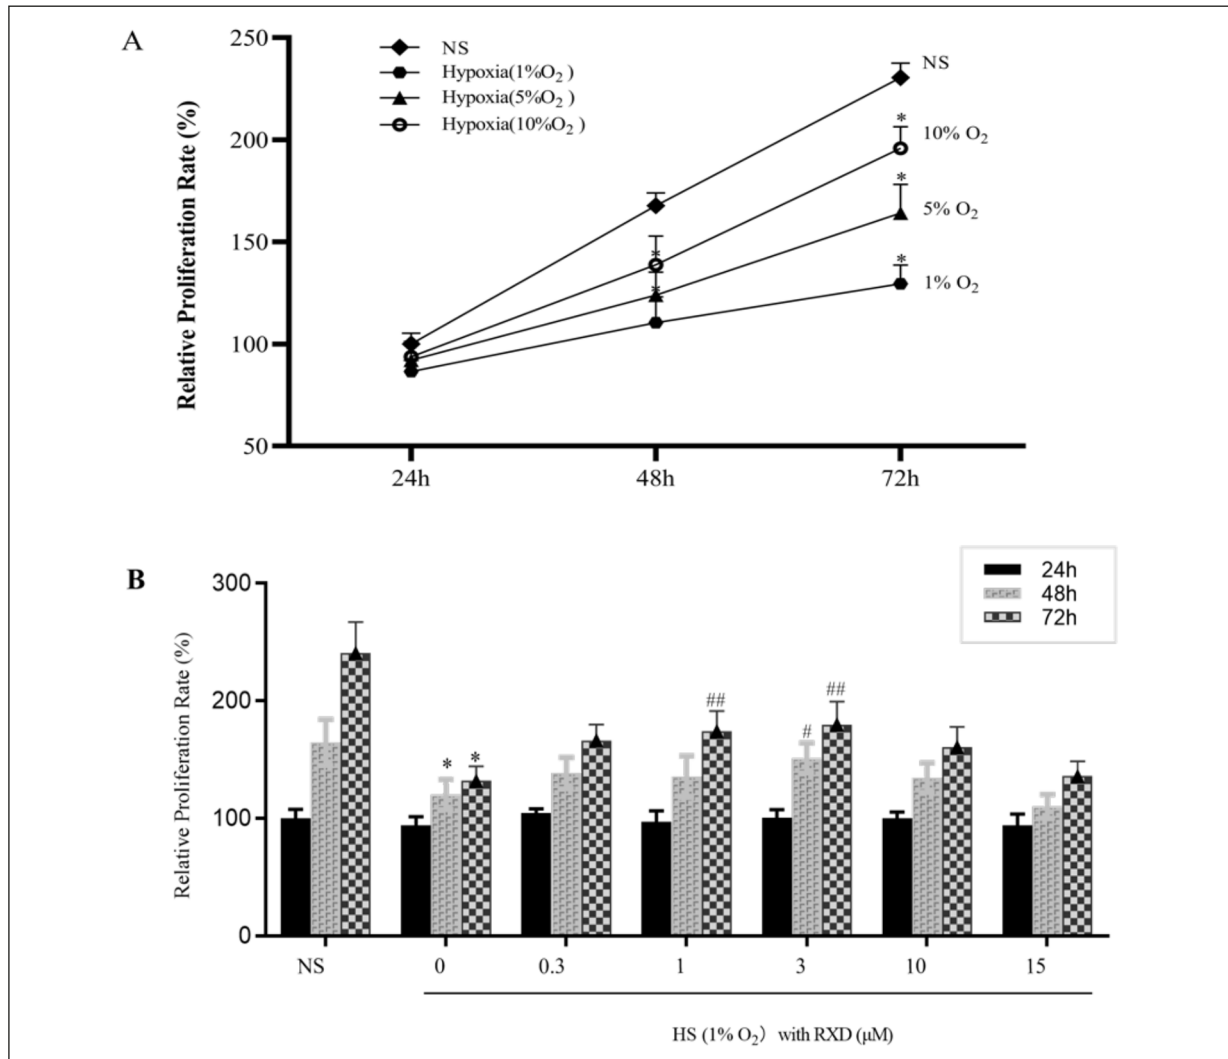 A
250
200
150
100
50
Relative Proliferation Rate (%)
NS
Hypoxia(1%O₂ )
Hypoxia(5%O₂ )
Hypoxia(10%O₂ )
NS
*
10% O₂
*
5% O₂
*
1% O₂
*
*
24h
48h
72h
B
300
200
100
0
Relative Proliferation Rate (%)
24h
48h
72h
*
*
##
#
##
NS
0
0.3
1
3
10
15
HS (1% O₂） with RXD (μM)